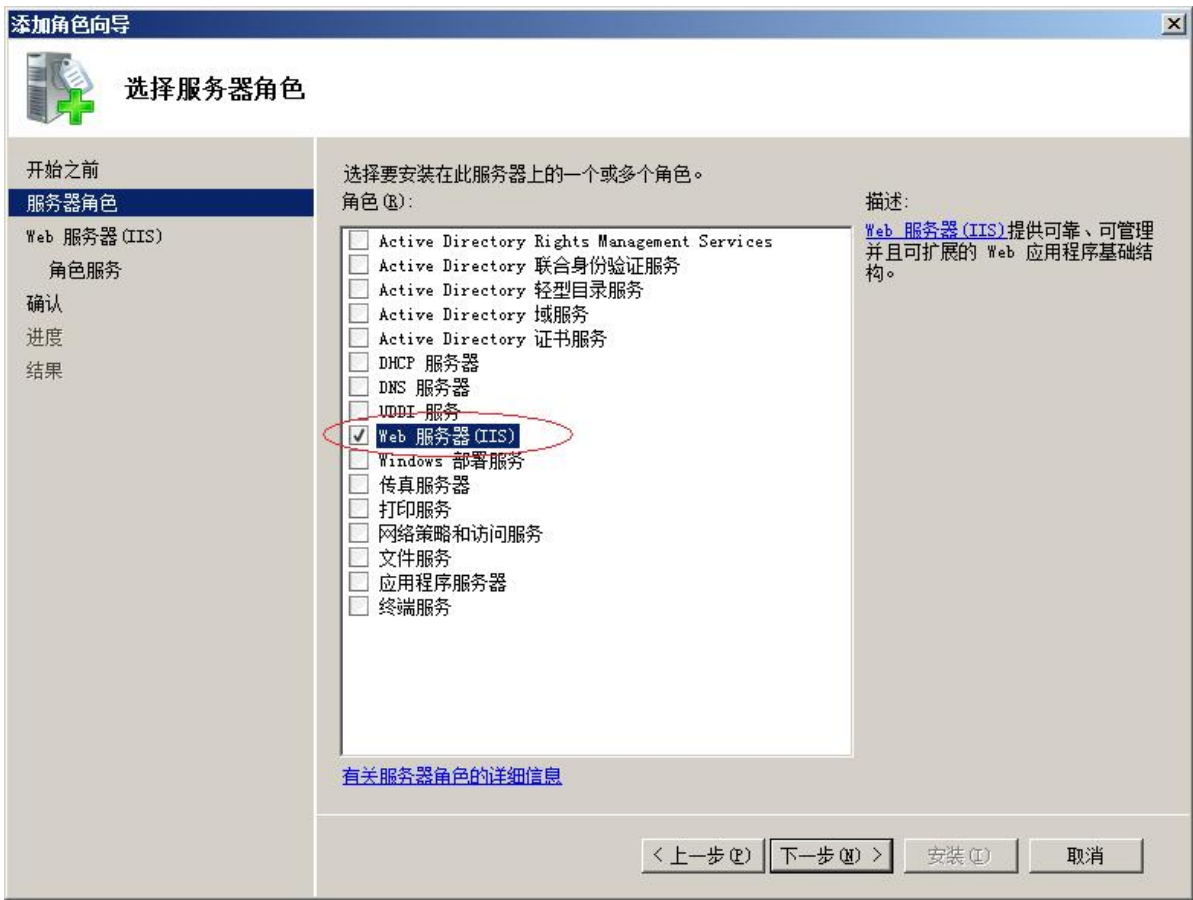 添加角色向导
选择服务器角色
开始之前
服务器角色
Web 服务器(IIS)
角色服务
确认
进度
结果
选择要安装在此服务器上的一个或多个角色。
角色(R):
Active Directory Rights Management Services
Active Directory 联合身份验证服务
Active Directory 轻型目录服务
Active Directory 域服务
Active Directory 证书服务
DHCP 服务器
DNS 服务器
UDDI 服务
Web 服务器(IIS)
Windows 部署服务
传真服务器
打印服务
网络策略和访问服务
文件服务
应用程序服务器
终端服务
有关服务器角色的详细信息
描述:
Web 服务器(IIS)提供可靠、可管理
并且可扩展的 Web 应用程序基础结
构。
< 上一步(P)
下一步(N) >
安装(I)
取消